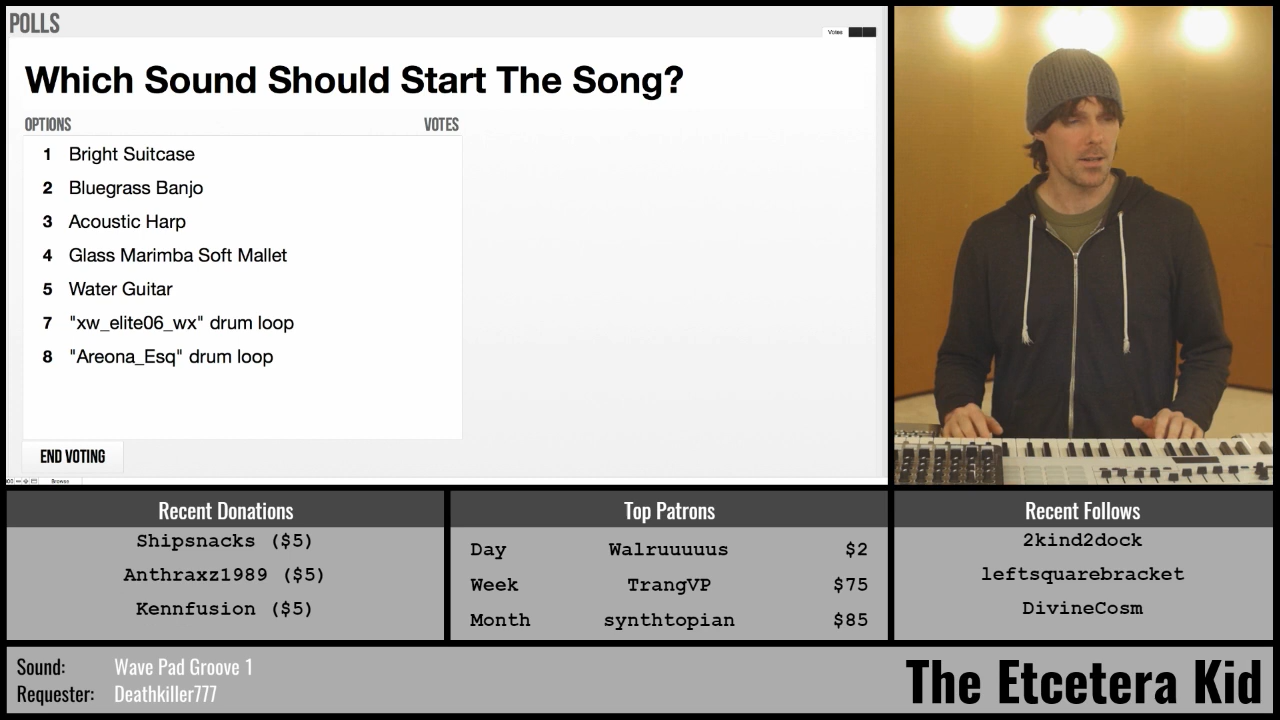 POLLS
Votes
Which Sound Should Start The Song?
OPTIONS VOTES
1 Bright Suitcase
2 Bluegrass Banjo
3 Acoustic Harp
4 Glass Marimba Soft Mallet
5 Water Guitar
7 "xw_elite06_wx" drum loop
8 "Areona_Esq" drum loop
END VOTING
Browse
Recent Donations
Shipsnacks ($5)
Anthraxz1989 ($5)
Kennfusion ($5)
Top Patrons
Day Walruuuuus $2
Week TrangVP $75
Month synthtopian $85
Recent Follows
2kind2dock
leftsquarebracket
DivineCosm
Sound: Wave Pad Groove 1
Requester: Deathkiller777
The Etcetera Kid